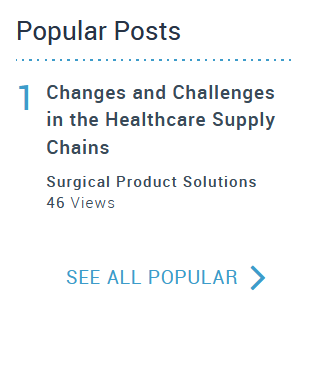 Popular Posts
1
Changes and Challenges
in the Healthcare Supply
Chains
Surgical Product Solutions
46 Views
SEE ALL POPULAR